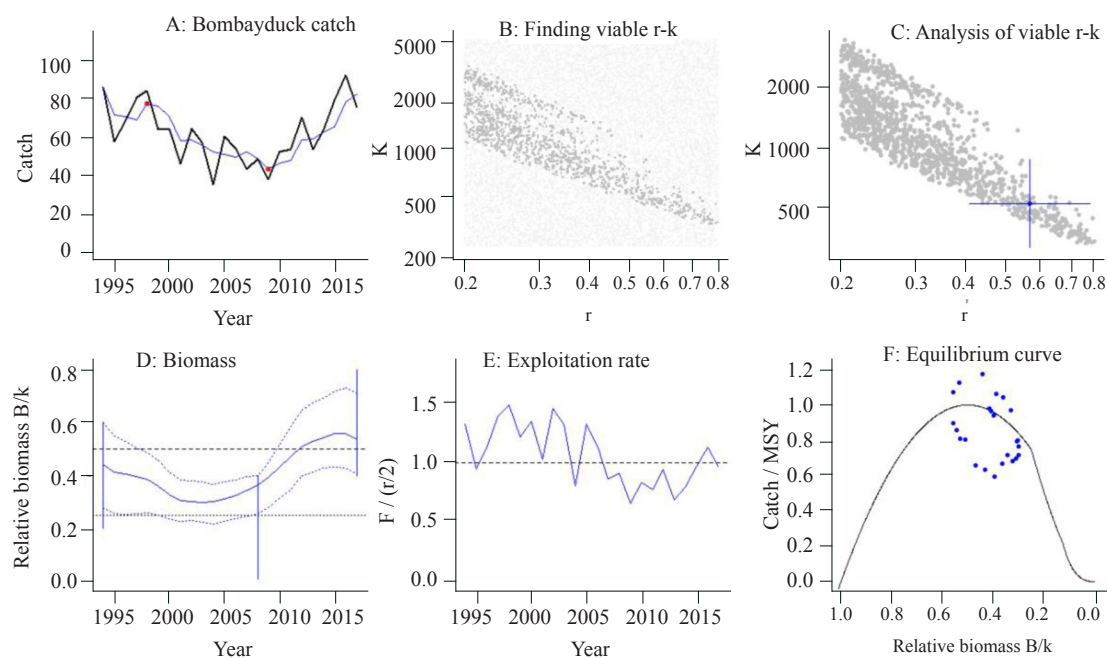 A: Bombayduck catch
Catch
100
80
60
40
20
0
1995 2000 2005 2010 2015
Year
B: Finding viable r-k
K
5000
2000
1000
500
200
0.2 0.3 0.4 0.5 0.6 0.7 0.8
r
C: Analysis of viable r-k
K
2000
1000
500
0.2 0.3 0.4 0.5 0.6 0.7 0.8
r
D: Biomass
Relative biomass B/k
0.8
0.6
0.4
0.2
0.0
1995 2000 2005 2010 2015
Year
E: Exploitation rate
F / (r/2)
1.5
1.0
0.5
0.0
1995 2000 2005 2010 2015
Year
F: Equilibrium curve
Catch / MSY
1.2
1.0
0.8
0.6
0.4
0.2
0.0
1.0 0.8 0.6 0.4 0.2 0.0
Relative biomass B/k